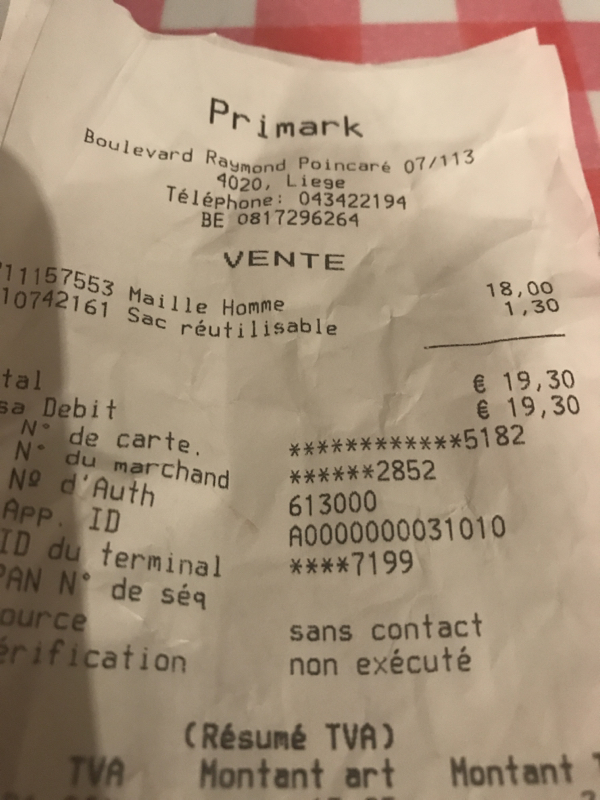 Primark
Boulevard Raymond Poincaré 07/113
4020, Liege
Téléphone: 043422194
BE 0817296264
VENTE
11157553 Maille Homme 18,00
10742161 Sac réutilisable 1,30
tal € 19,30
sa Debit € 19,30
N° de carte. ************5182
N° du marchand ******2852
Nº d'Auth 613000
App. ID A0000000031010
ID du terminal ****7199
PAN N° de séq
ource sans contact
érification non exécuté
(Résumé TVA)
TVA Montant art Montant T